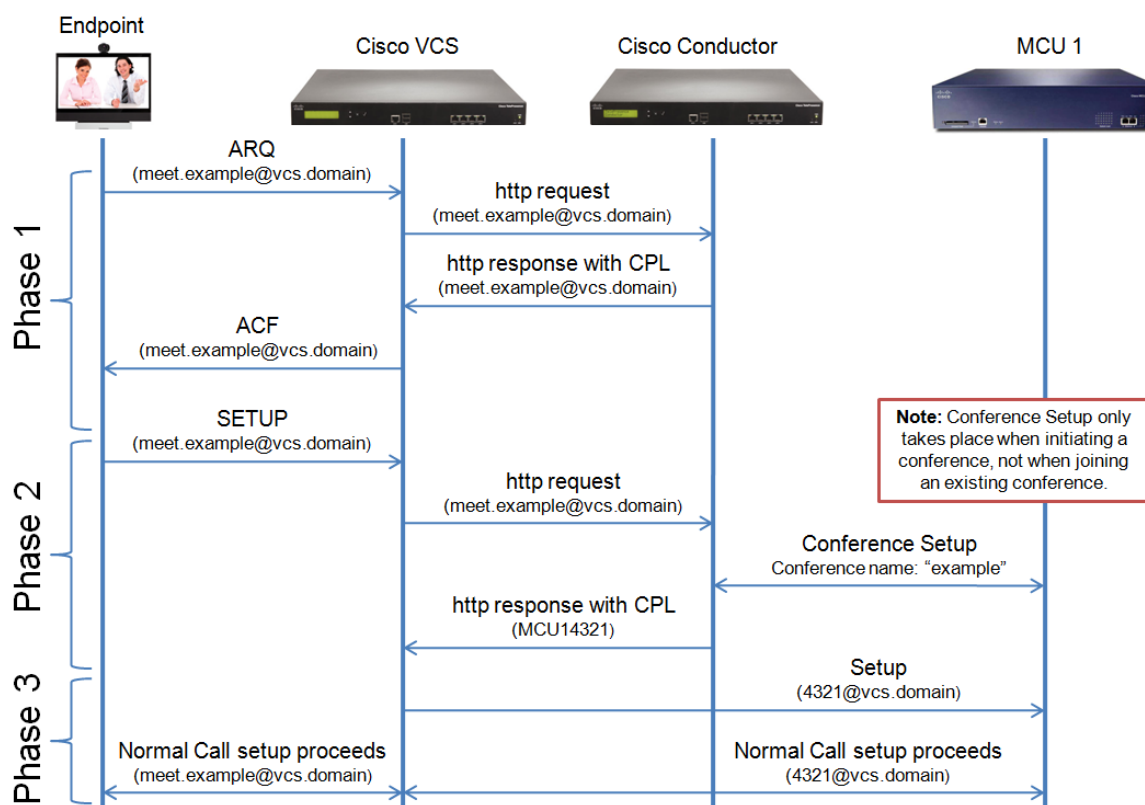 Endpoint
Cisco VCS
Cisco Conductor
MCU 1
ARQ
(meet.example@vcs.domain)
http request
(meet.example@vcs.domain)
http response with CPL
(meet.example@vcs.domain)
ACF
(meet.example@vcs.domain)
Phase 1
SETUP
(meet.example@vcs.domain)
Note: Conference Setup only
takes place when initiating a
conference, not when joining
an existing conference.
http request
(meet.example@vcs.domain)
Conference Setup
Conference name: “example”
Phase 2
http response with CPL
(MCU14321)
Setup
(4321@vcs.domain)
Phase 3
Normal Call setup proceeds
(meet.example@vcs.domain)
Normal Call setup proceeds
(4321@vcs.domain)